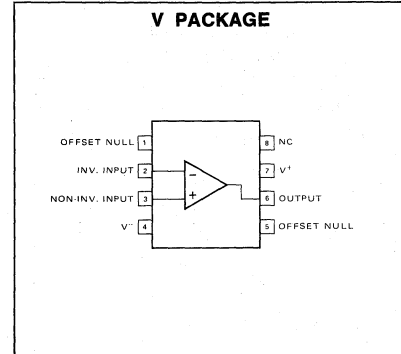 V PACKAGE
OFFSET NULL 1
INV. INPUT 2
NON-INV. INPUT 3
V⁻ 4
−
+
8 NC
7 V⁺
6 OUTPUT
5 OFFSET NULL